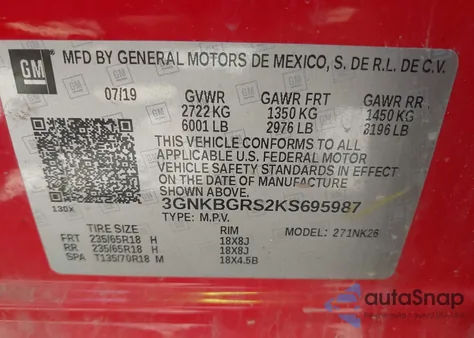 GM
MFD BY GENERAL MOTORS DE MEXICO, S. DE R.L. DE C.V.
07/19 GVWR GAWR FRT GAWR RR
2722 KG 1350 KG 1450 KG
6001 LB 2976 LB 3196 LB
THIS VEHICLE CONFORMS TO ALL
APPLICABLE U.S. FEDERAL MOTOR
VEHICLE SAFETY STANDARDS IN EFFECT
ON THE DATE OF MANUFACTURE
SHOWN ABOVE.
130X 3GNKBGRS2KS695987
TYPE: M.P.V. MODEL: 271NK26
TIRE SIZE RIM
FRT 235/65R18 H 18X8J
RR 235/65R18 H 18X8J
SPA T135/70R18 M 18X4.5B
autoSnap